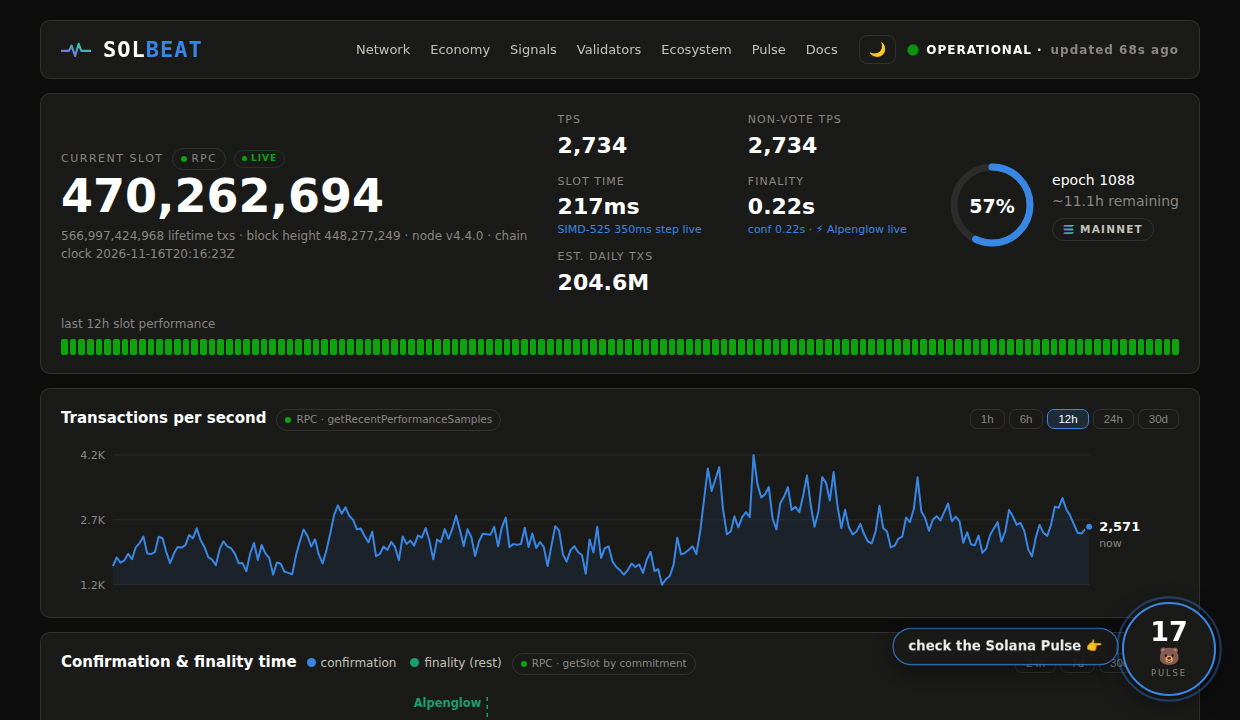 SOLBEAT
Network Economy Signals Validators Ecosystem Pulse Docs 🌙 OPERATIONAL · updated 68s ago
CURRENT SLOT RPC LIVE
470,262,694
566,997,424,968 lifetime txs · block height 448,277,249 · node v4.4.0 · chain
clock 2026-11-16T20:16:23Z
TPS
2,734
NON-VOTE TPS
2,734
SLOT TIME
217ms
SIMD-525 350ms step live
FINALITY
0.22s
conf 0.22s · ⚡ Alpenglow live
EST. DAILY TXS
204.6M
57%
epoch 1088
~11.1h remaining
MAINNET
last 12h slot performance
Transactions per second RPC · getRecentPerformanceSamples
1h 6h 12h 24h 30d
4.2K
2.7K
1.2K
2,571
now
Confirmation & finality time confirmation finality (rest) RPC · getSlot by commitment
Alpenglow
check the Solana Pulse 👉
17
🐻
PULSE